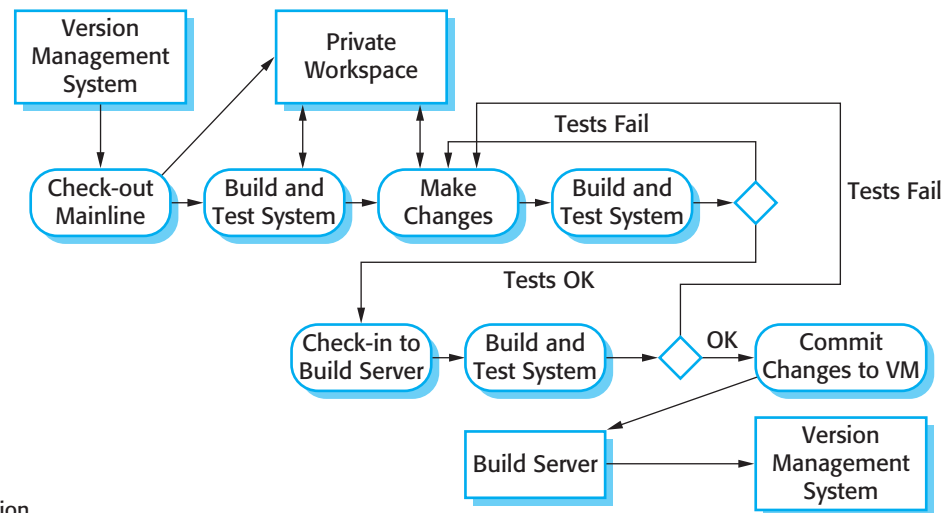 Version
Management
System
Private
Workspace
Tests Fail
Check-out
Mainline
Build and
Test System
Make
Changes
Build and
Test System
Tests Fail
Tests OK
Check-in to
Build Server
Build and
Test System
OK
Commit
Changes to VM
Build Server
Version
Management
System